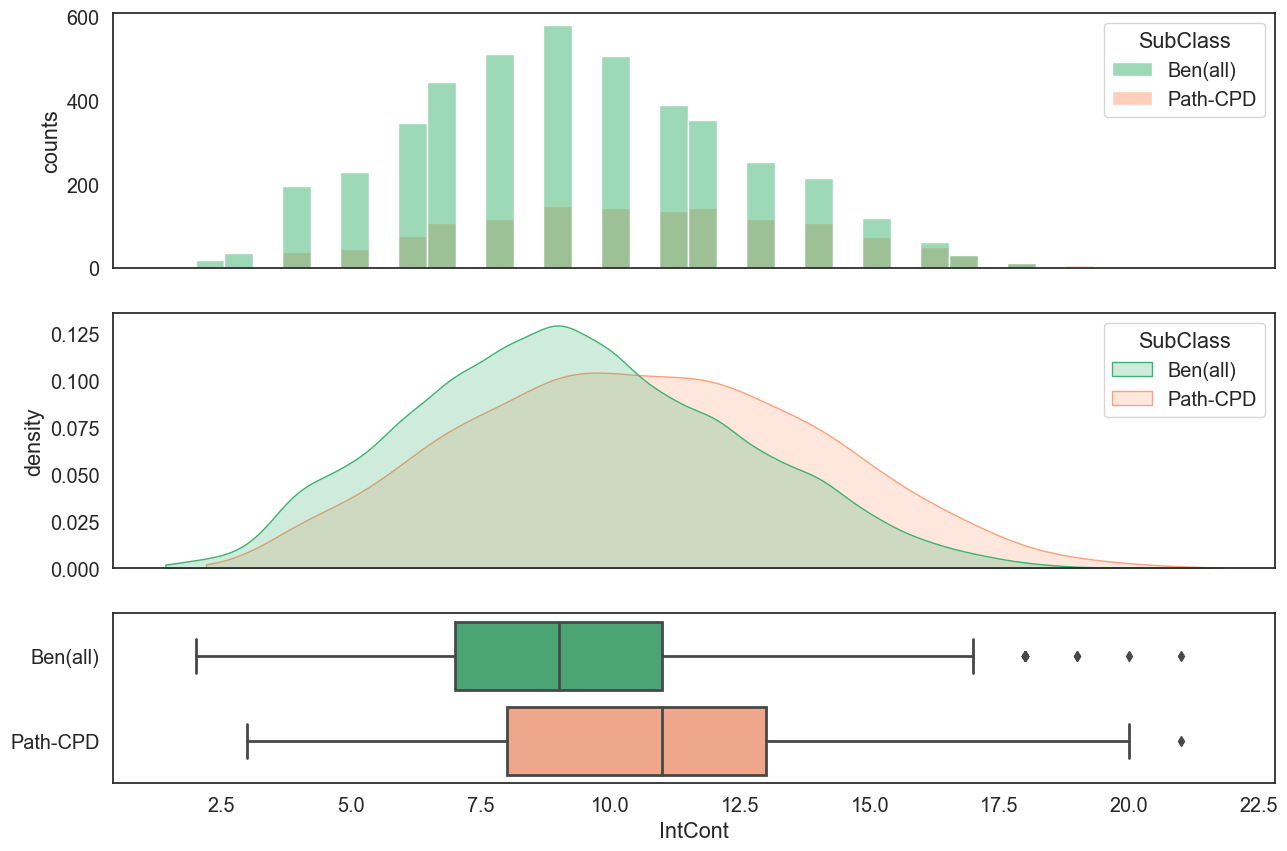 600
400
200
0
counts
SubClass
Ben(all)
Path-CPD
0.125
0.100
0.075
0.050
0.025
0.000
density
SubClass
Ben(all)
Path-CPD
Ben(all)
Path-CPD
2.5 5.0 7.5 10.0 12.5 15.0 17.5 20.0 22.5
IntCont